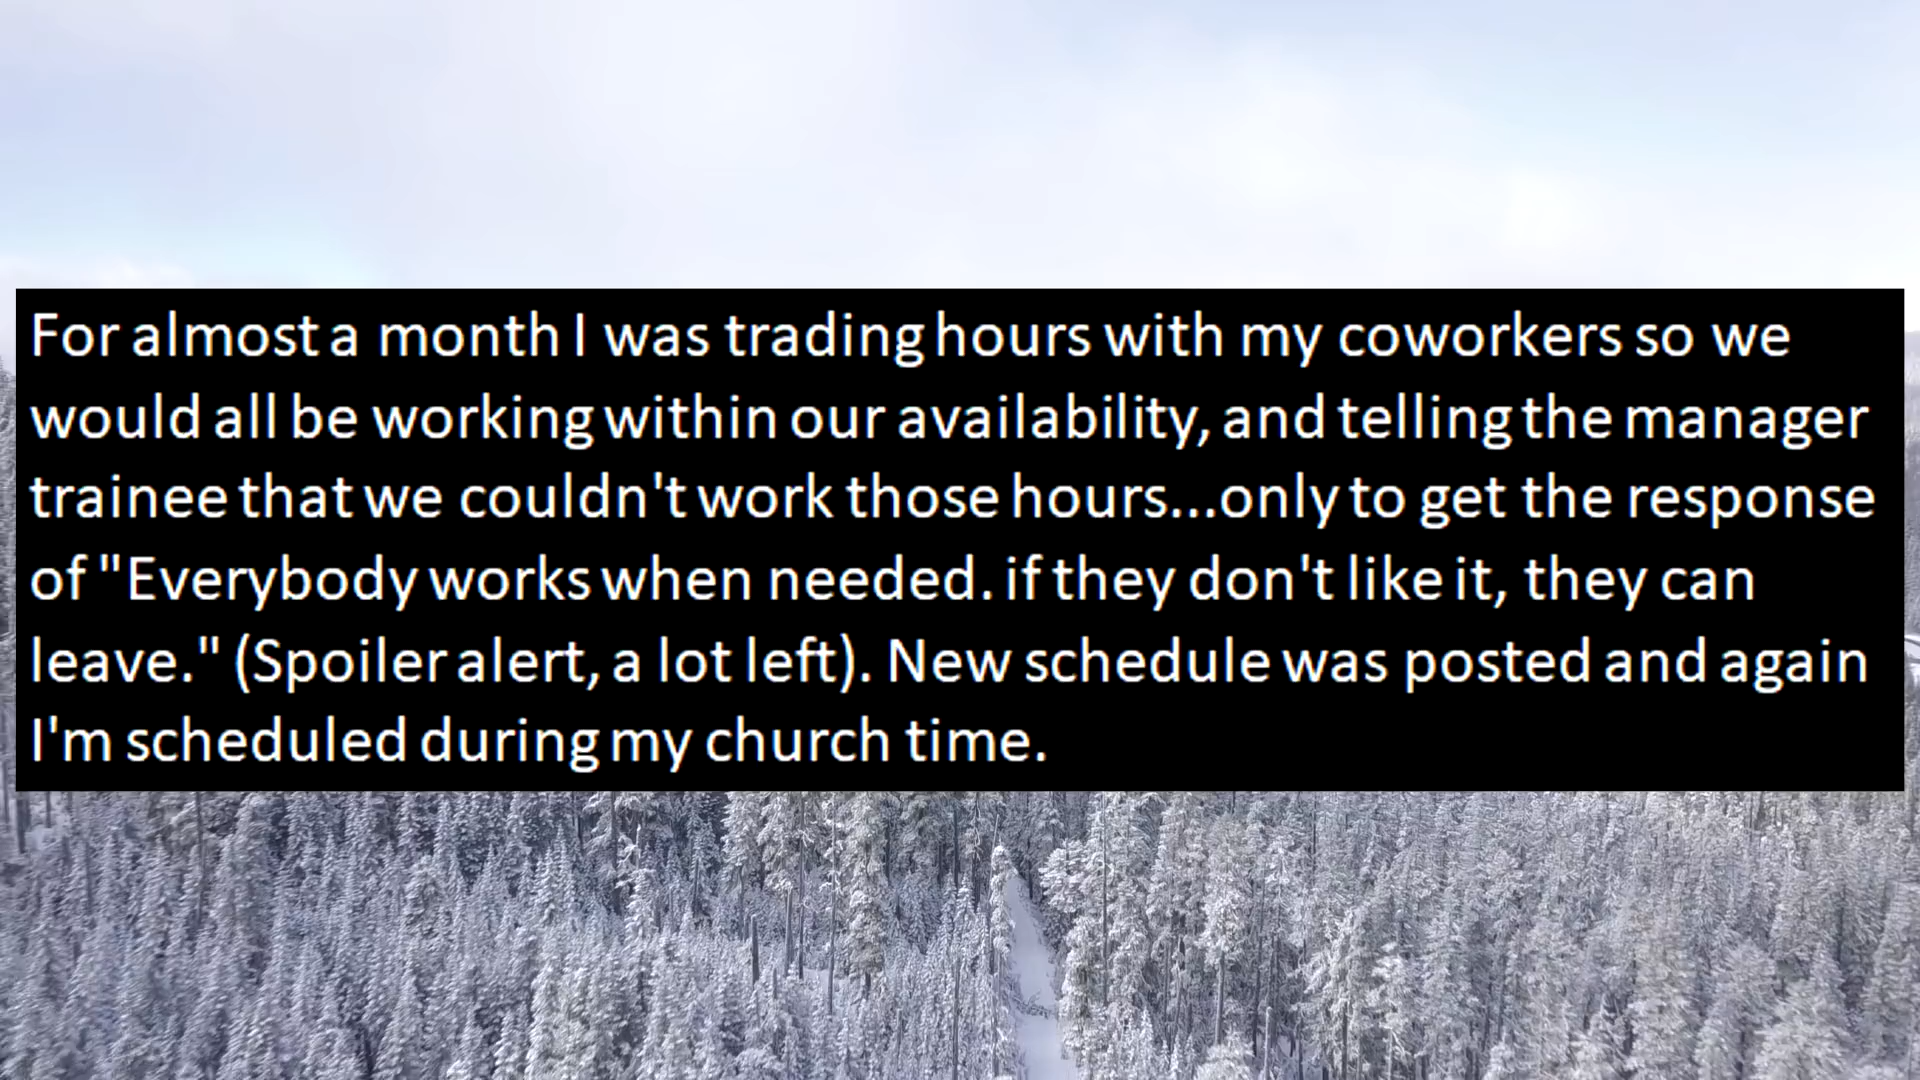 For almost a month I was trading hours with my coworkers so we
would all be working within our availability, and telling the manager
trainee that we couldn't work those hours...only to get the response
of "Everybody works when needed. if they don't like it, they can
leave." (Spoiler alert, a lot left). New schedule was posted and again
I'm scheduled during my church time.